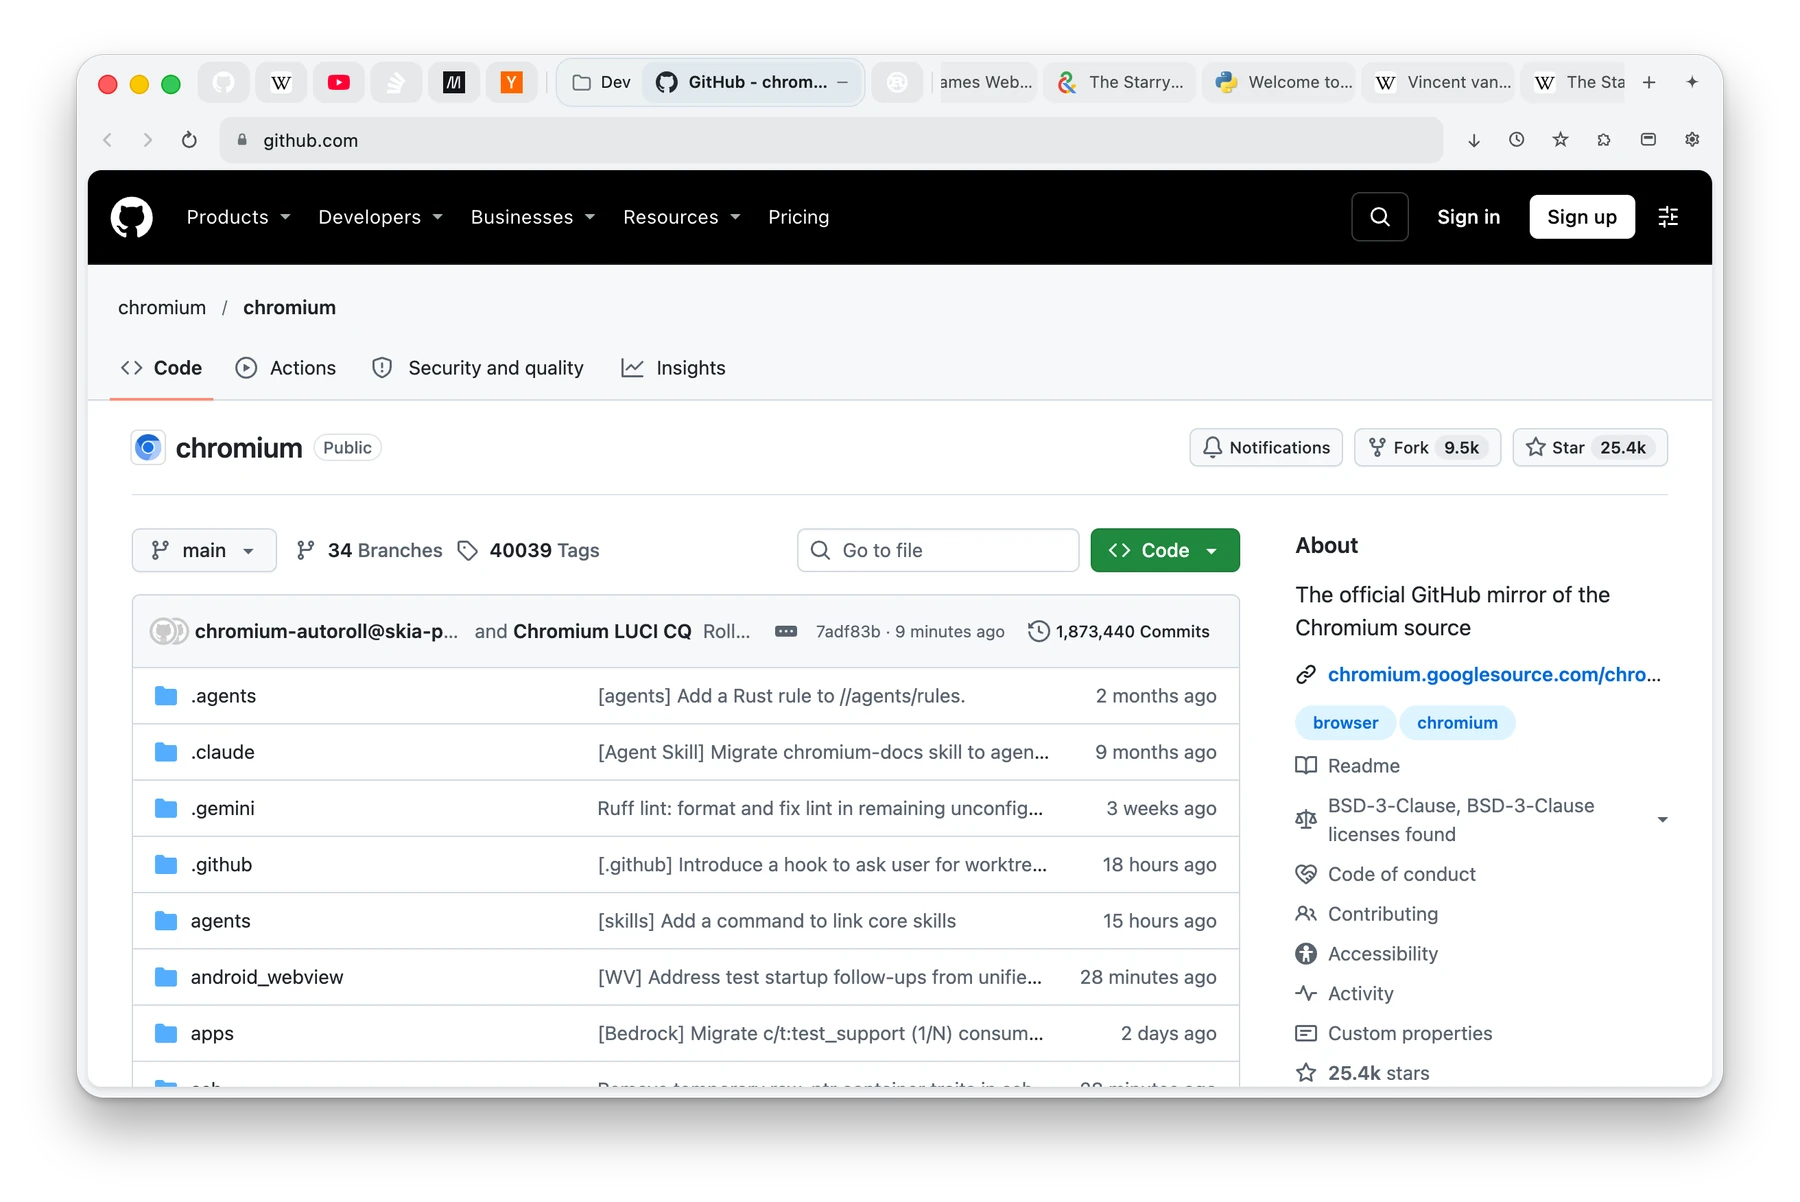 W
M
Y
Dev
GitHub - chrom...
ames Web...
The Starry...
Welcome to...
W Vincent van...
W The Sta
github.com
Products
Developers
Businesses
Resources
Pricing
Sign in
Sign up
chromium / chromium
Code
Actions
Security and quality
Insights
chromium Public
Notifications
Fork 9.5k
Star 25.4k
main
34 Branches
40039 Tags
Go to file
Code
chromium-autoroll@skia-p... and Chromium LUCI CQ Roll... 7adf83b · 9 minutes ago 1,873,440 Commits
.agents [agents] Add a Rust rule to //agents/rules. 2 months ago
.claude [Agent Skill] Migrate chromium-docs skill to agen... 9 months ago
.gemini Ruff lint: format and fix lint in remaining unconfig... 3 weeks ago
.github [.github] Introduce a hook to ask user for worktre... 18 hours ago
agents [skills] Add a command to link core skills 15 hours ago
android_webview [WV] Address test startup follow-ups from unifie... 28 minutes ago
apps [Bedrock] Migrate c/t:test_support (1/N) consum... 2 days ago
About
The official GitHub mirror of the
Chromium source
chromium.googlesource.com/chro...
browser chromium
Readme
BSD-3-Clause, BSD-3-Clause
licenses found
Code of conduct
Contributing
Accessibility
Activity
Custom properties
25.4k stars